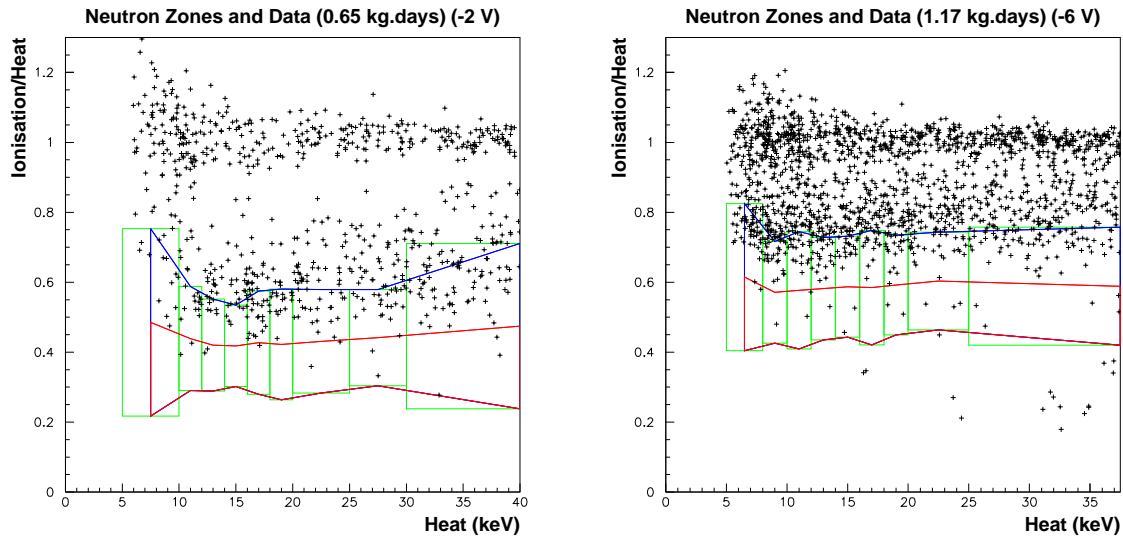 Neutron Zones and Data (0.65 kg.days) (-2 V)
Ionisation/Heat
1.2
1
0.8
0.6
0.4
0.2
0
0 5 10 15 20 25 30 35 40
Heat (keV)
Neutron Zones and Data (1.17 kg.days) (-6 V)
Ionisation/Heat
1.2
1
0.8
0.6
0.4
0.2
0
0 5 10 15 20 25 30 35
Heat (keV)